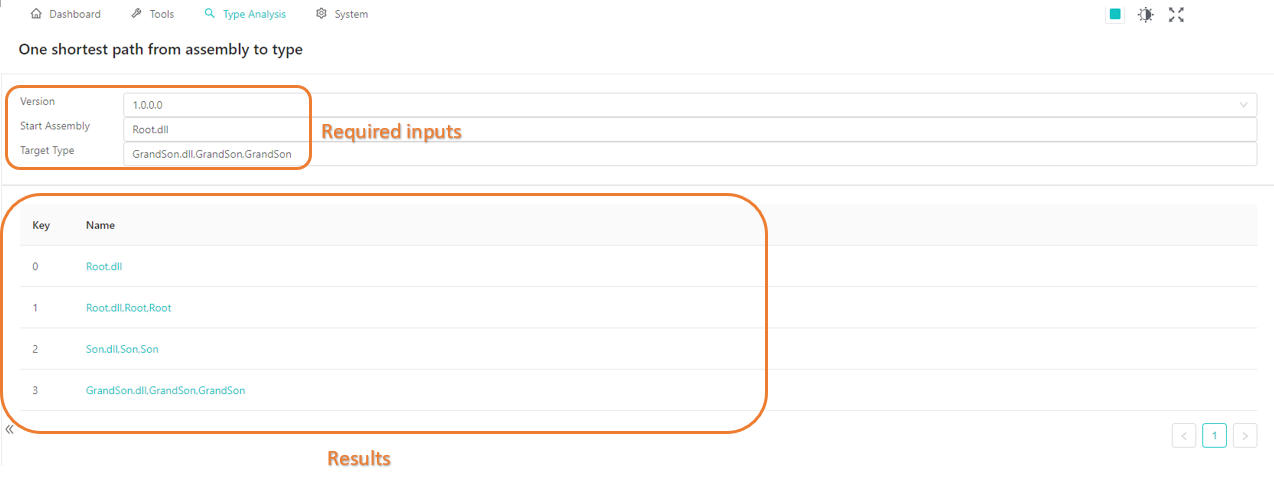 Dashboard Tools Type Analysis System
One shortest path from assembly to type
Version 1.0.0.0
Start Assembly Root.dll
Required inputs
Target Type GrandSon.dll,GrandSon,GrandSon
Key Name
0 Root.dll
1 Root.dll,Root,Root
2 Son.dll,Son,Son
3 GrandSon.dll,GrandSon,GrandSon
« < 1 >
Results